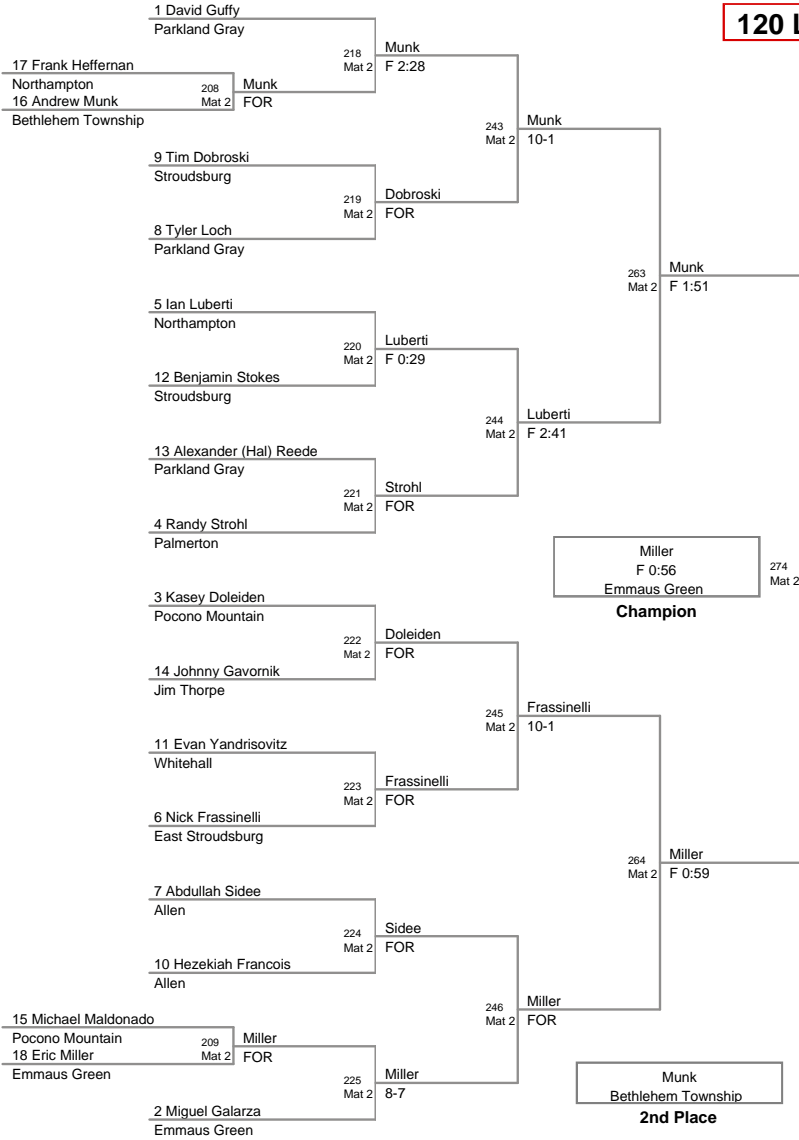 1 David Guffy
Parkland Gray
120 L
218
Mat 2
Munk
F 2:28
17 Frank Heffernan
Northampton
208
Mat 2
Munk
FOR
16 Andrew Munk
Bethlehem Township
243
Mat 2
Munk
10-1
9 Tim Dobroski
Stroudsburg
219
Mat 2
Dobroski
FOR
8 Tyler Loch
Parkland Gray
263
Mat 2
Munk
F 1:51
5 Ian Luberti
Northampton
220
Mat 2
Luberti
F 0:29
12 Benjamin Stokes
Stroudsburg
244
Mat 2
Luberti
F 2:41
13 Alexander (Hal) Reede
Parkland Gray
221
Mat 2
Strohl
FOR
4 Randy Strohl
Palmerton
Miller
F 0:56
Emmaus Green
274
Mat 2
Champion
3 Kasey Doleiden
Pocono Mountain
222
Mat 2
Doleiden
FOR
14 Johnny Gavornik
Jim Thorpe
245
Mat 2
Frassinelli
10-1
11 Evan Yandrisovitz
Whitehall
223
Mat 2
Frassinelli
FOR
6 Nick Frassinelli
East Stroudsburg
264
Mat 2
Miller
F 0:59
7 Abdullah Sidee
Allen
224
Mat 2
Sidee
FOR
10 Hezekiah Francois
Allen
246
Mat 2
Miller
FOR
15 Michael Maldonado
Pocono Mountain
209
Mat 2
Miller
FOR
18 Eric Miller
Emmaus Green
225
Mat 2
Miller
8-7
2 Miguel Galarza
Emmaus Green
Munk
Bethlehem Township
2nd Place